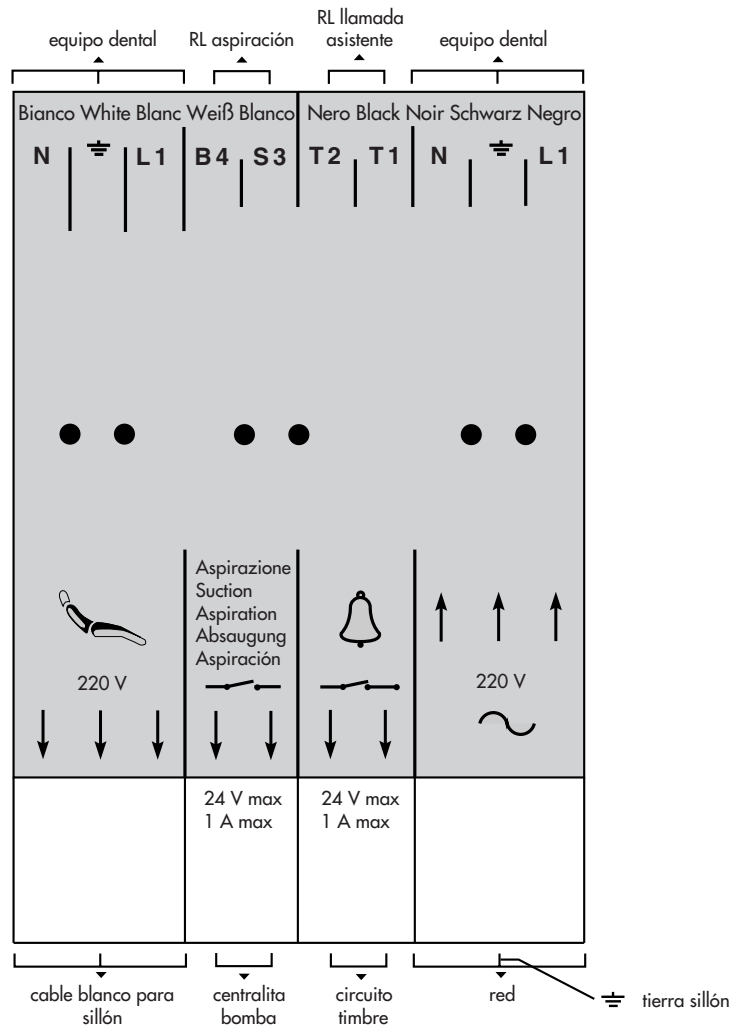 RL llamada
equipo dental RL aspiración asistente equipo dental
Bianco White Blanc Weiß Blanco Nero Black Noir Schwarz Negro
N L1 B4 S3 T2 T1 N L1
Aspirazione
Suction
Aspiration
Absaugung
Aspiración
220 V 220 V
24 V max 24 V max
1 A max 1 A max
cable blanco para centralita circuito red tierra sillón
sillón bomba timbre